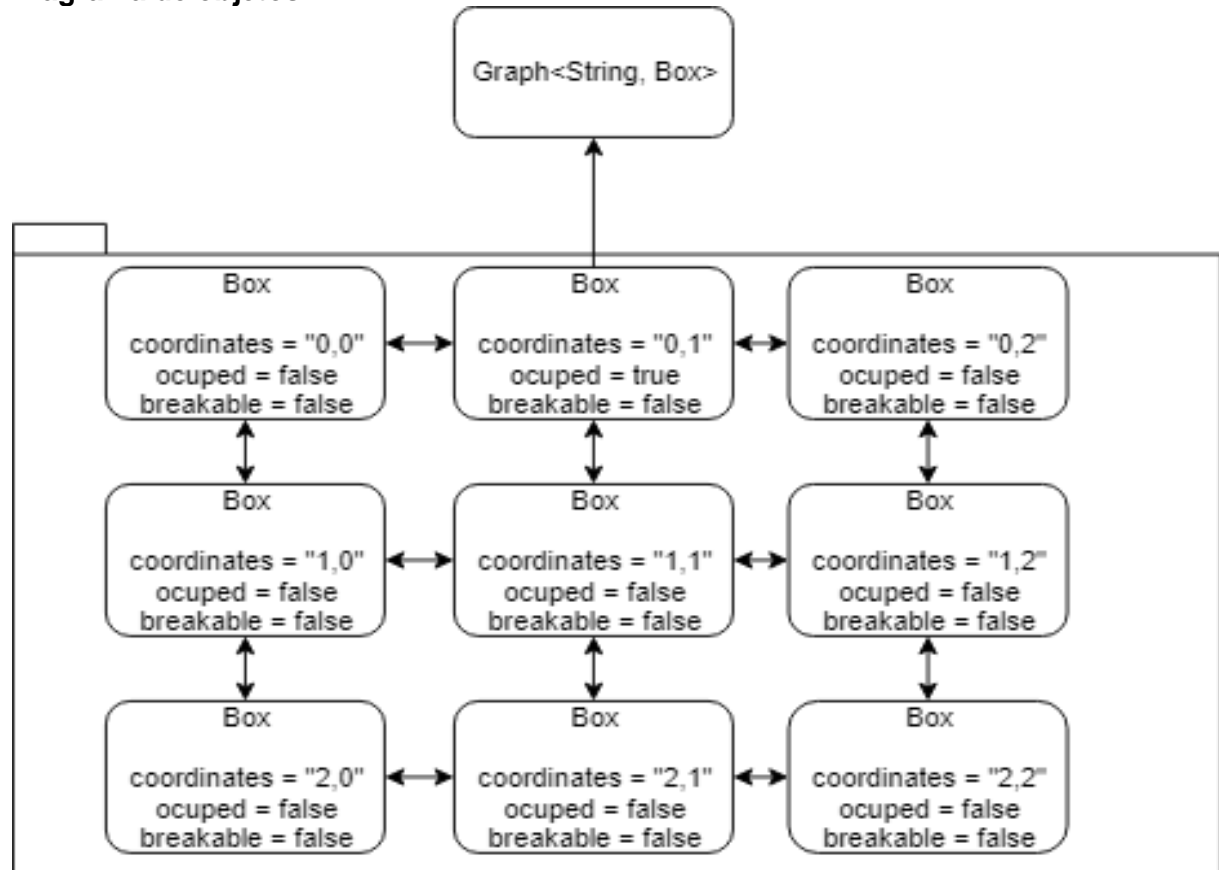 Graph<String, Box>
Box
coordinates = "0,0"
ocuped = false
breakable = false
Box
coordinates = "0,1"
ocuped = true
breakable = false
Box
coordinates = "0,2"
ocuped = false
breakable = false
Box
coordinates = "1,0"
ocuped = false
breakable = false
Box
coordinates = "1,1"
ocuped = false
breakable = false
Box
coordinates = "1,2"
ocuped = false
breakable = false
Box
coordinates = "2,0"
ocuped = false
breakable = false
Box
coordinates = "2,1"
ocuped = false
breakable = false
Box
coordinates = "2,2"
ocuped = false
breakable = false